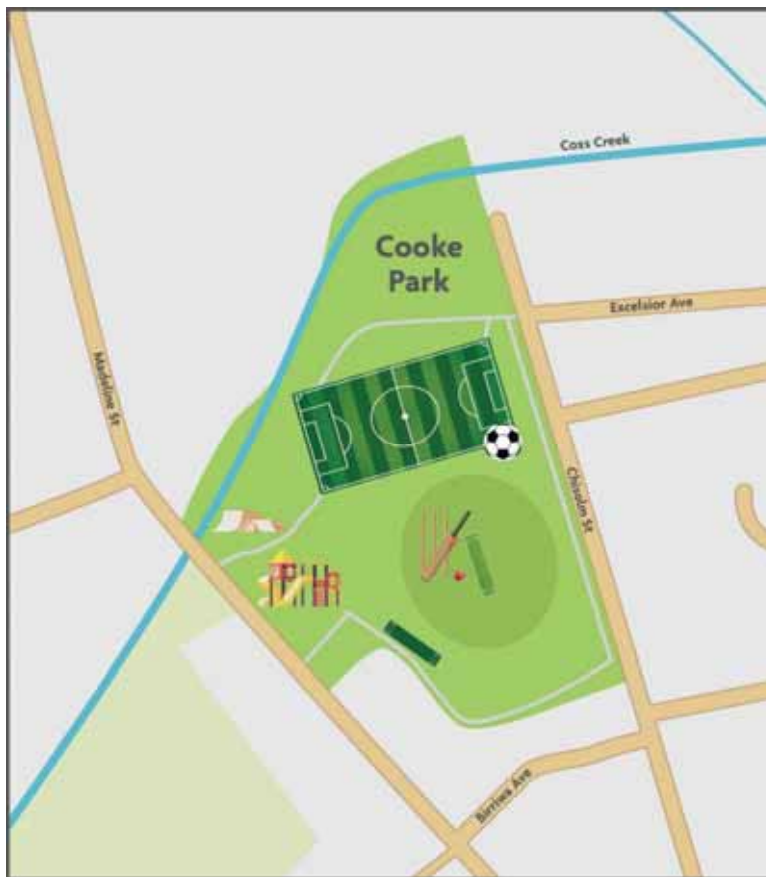 Coss Creek
Cooke
Park
Excelsior Ave
Madeline St
Chisolm St
Birriwa Ave